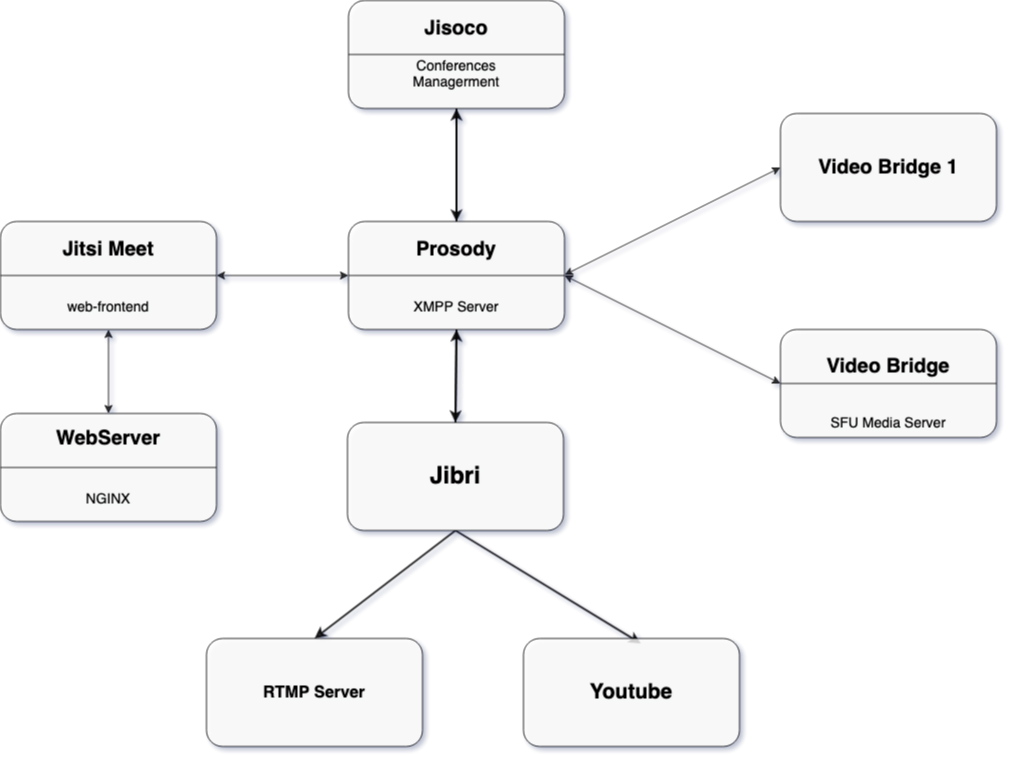 Jisoco
Conferences
Managerment
Video Bridge 1
Jitsi Meet
web-frontend
Prosody
XMPP Server
Video Bridge
SFU Media Server
WebServer
NGINX
Jibri
RTMP Server
Youtube